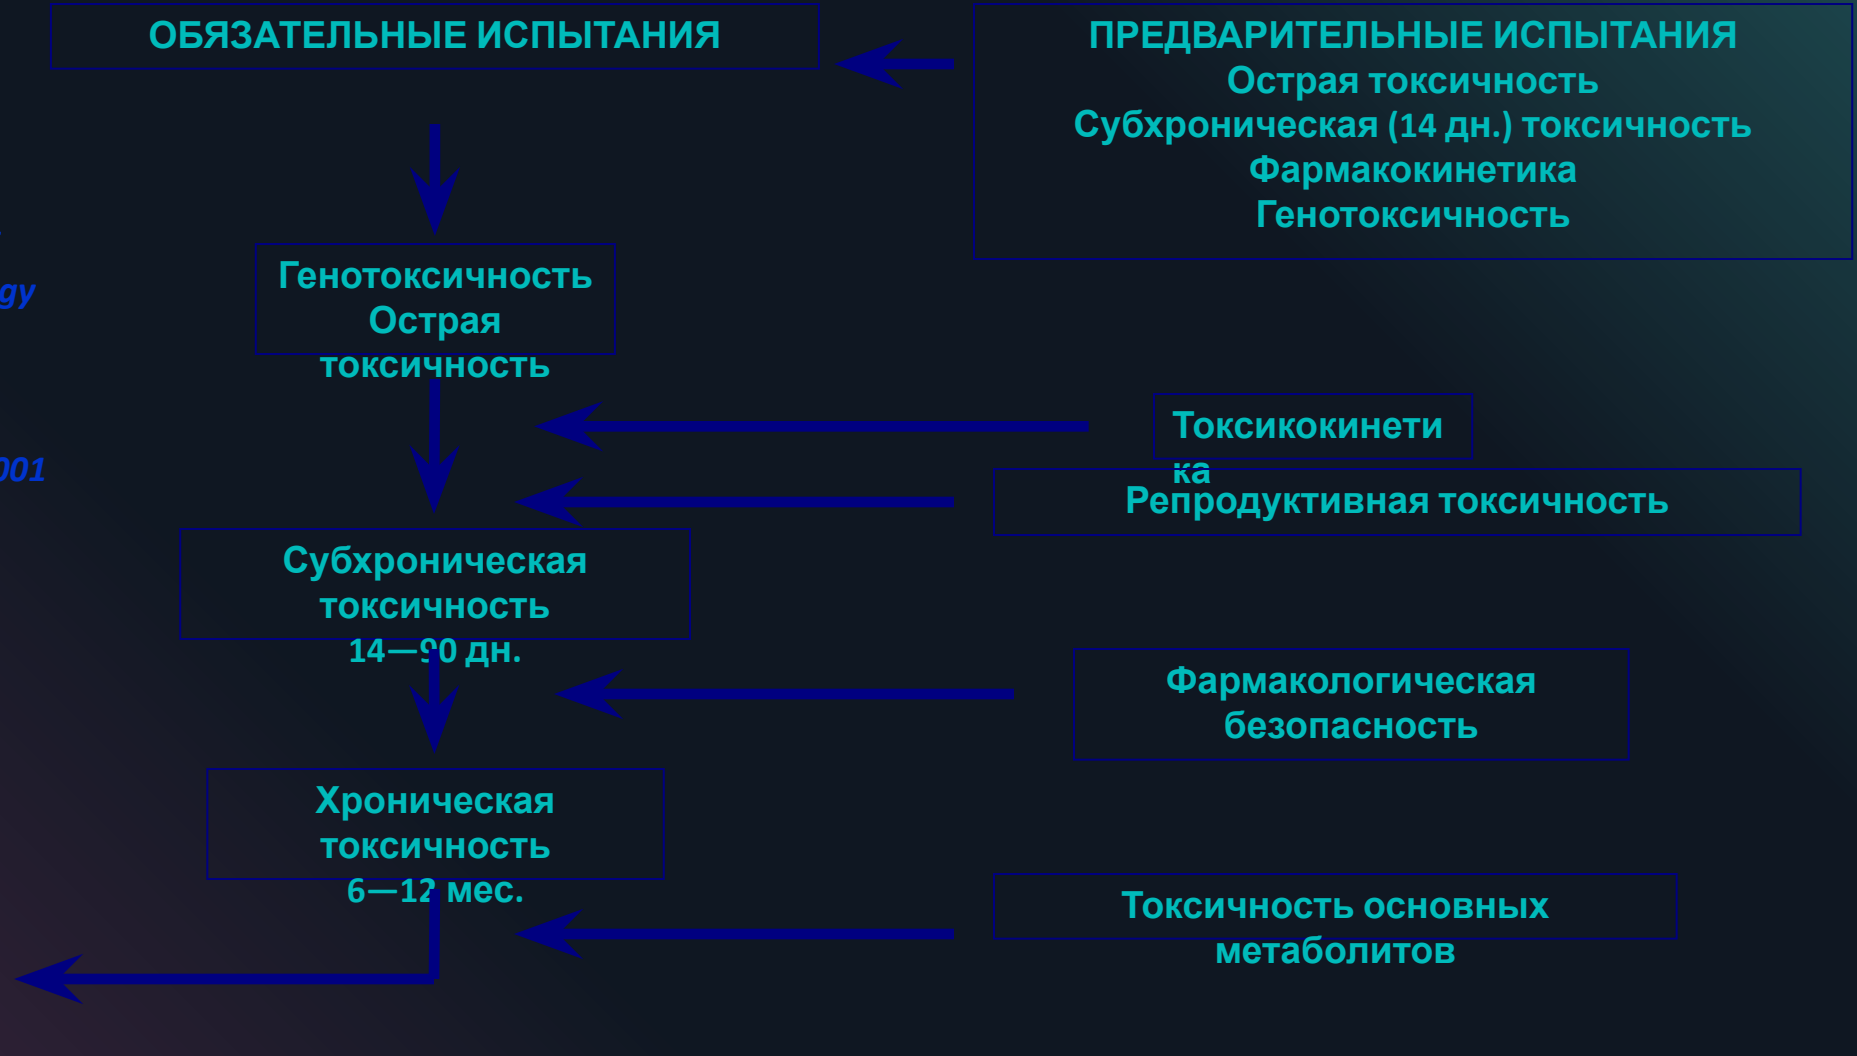 ОБЯЗАТЕЛЬНЫЕ ИСПЫТАНИЯ
ПРЕДВАРИТЕЛЬНЫЕ ИСПЫТАНИЯ
Острая токсичность
Субхроническая (14 дн.) токсичность
Фармакокинетика
Генотоксичность
Генотоксичность
Острая
токсичность
Токсикокинети
ка
Репродуктивная токсичность
Субхроническая
токсичность
14—90 дн.
Фармакологическая
безопасность
Хроническая
токсичность
6—12 мес.
Токсичность основных
метаболитов